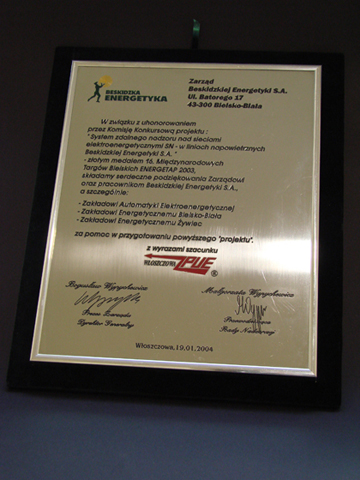 BESKIDZKA
ENERGETYKA
Zarząd
Beskidzkiej Energetyki S.A.
Ul. Batorego 17
43-300 Bielsko-Biała
W związku z uhonorowaniem
przez Komisję Konkursową projektu :
" System zdalnego nadzoru nad sieciami
elektroenergetycznymi SN - w liniach napowietrznych
Beskidzkiej Energetyki S.A. "
- złotym medalem 16. Międzynarodowych
Targów Bielskich ENERGETAP 2003,
składamy serdeczne podziękowania Zarządowi
oraz pracownikom Beskidzkiej Energetyki S.A.,
a szczególnie:
- Zakładowi Automatyki Elektroenergetycznej
- Zakładowi Energetycznemu Bielsko-Biała
- Zakładowi Energetycznemu Żywiec
za pomoc w przygotowaniu powyższego "projektu".
z wyrazami szacunku
WŁOSZCZOWA ZPUE ®
Bogusław Wypychewicz
Małgorzata Wypychewicz
Prezes Zarządu
Dyrektor Naczelny
Przewodnicząca
Rady Nadzorczej
Włoszczowa, 19.01.2004